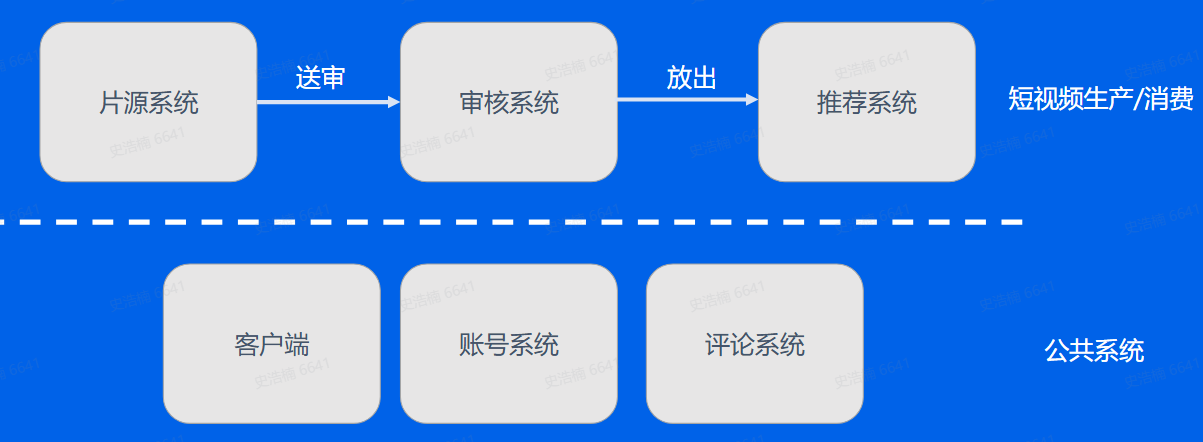 送审
放出
片源系统
审核系统
推荐系统
短视频生产/消费
客户端
账号系统
评论系统
公共系统
史浩楠 6641